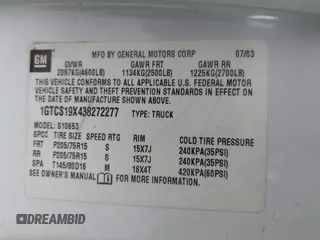 GM
MFD BY GENERAL MOTORS CORP 07/03
GVWR GAWR FRT GAWR RR
2087KG(4600LB) 1134KG(2500LB) 1225KG(2700LB)
THIS VEHICLE CONFORMS TO ALL APPLICABLE U.S. FEDERAL MOTOR
VEHICLE SAFETY AND THEFT PREVENTION STANDARDS IN EFFECT
ON THE DATE OF MANUFACTURE SHOWN ABOVE.
1GTCS19X438272277 TYPE: TRUCK
MODEL: S10653
SPCC TIRE SIZE SPEED RTG RIM COLD TIRE PRESSURE
FRT P205/75R15 S 15X7J 240KPA(35PSI)
RR P205/75R15 S 15X7J 240KPA(35PSI)
SPA T145/80D16 M 16X4T 420KPA(60PSI)
SEE OWNER'S MANUAL FOR ADDITIONAL INFORMATION
AUTOBIDMASTER